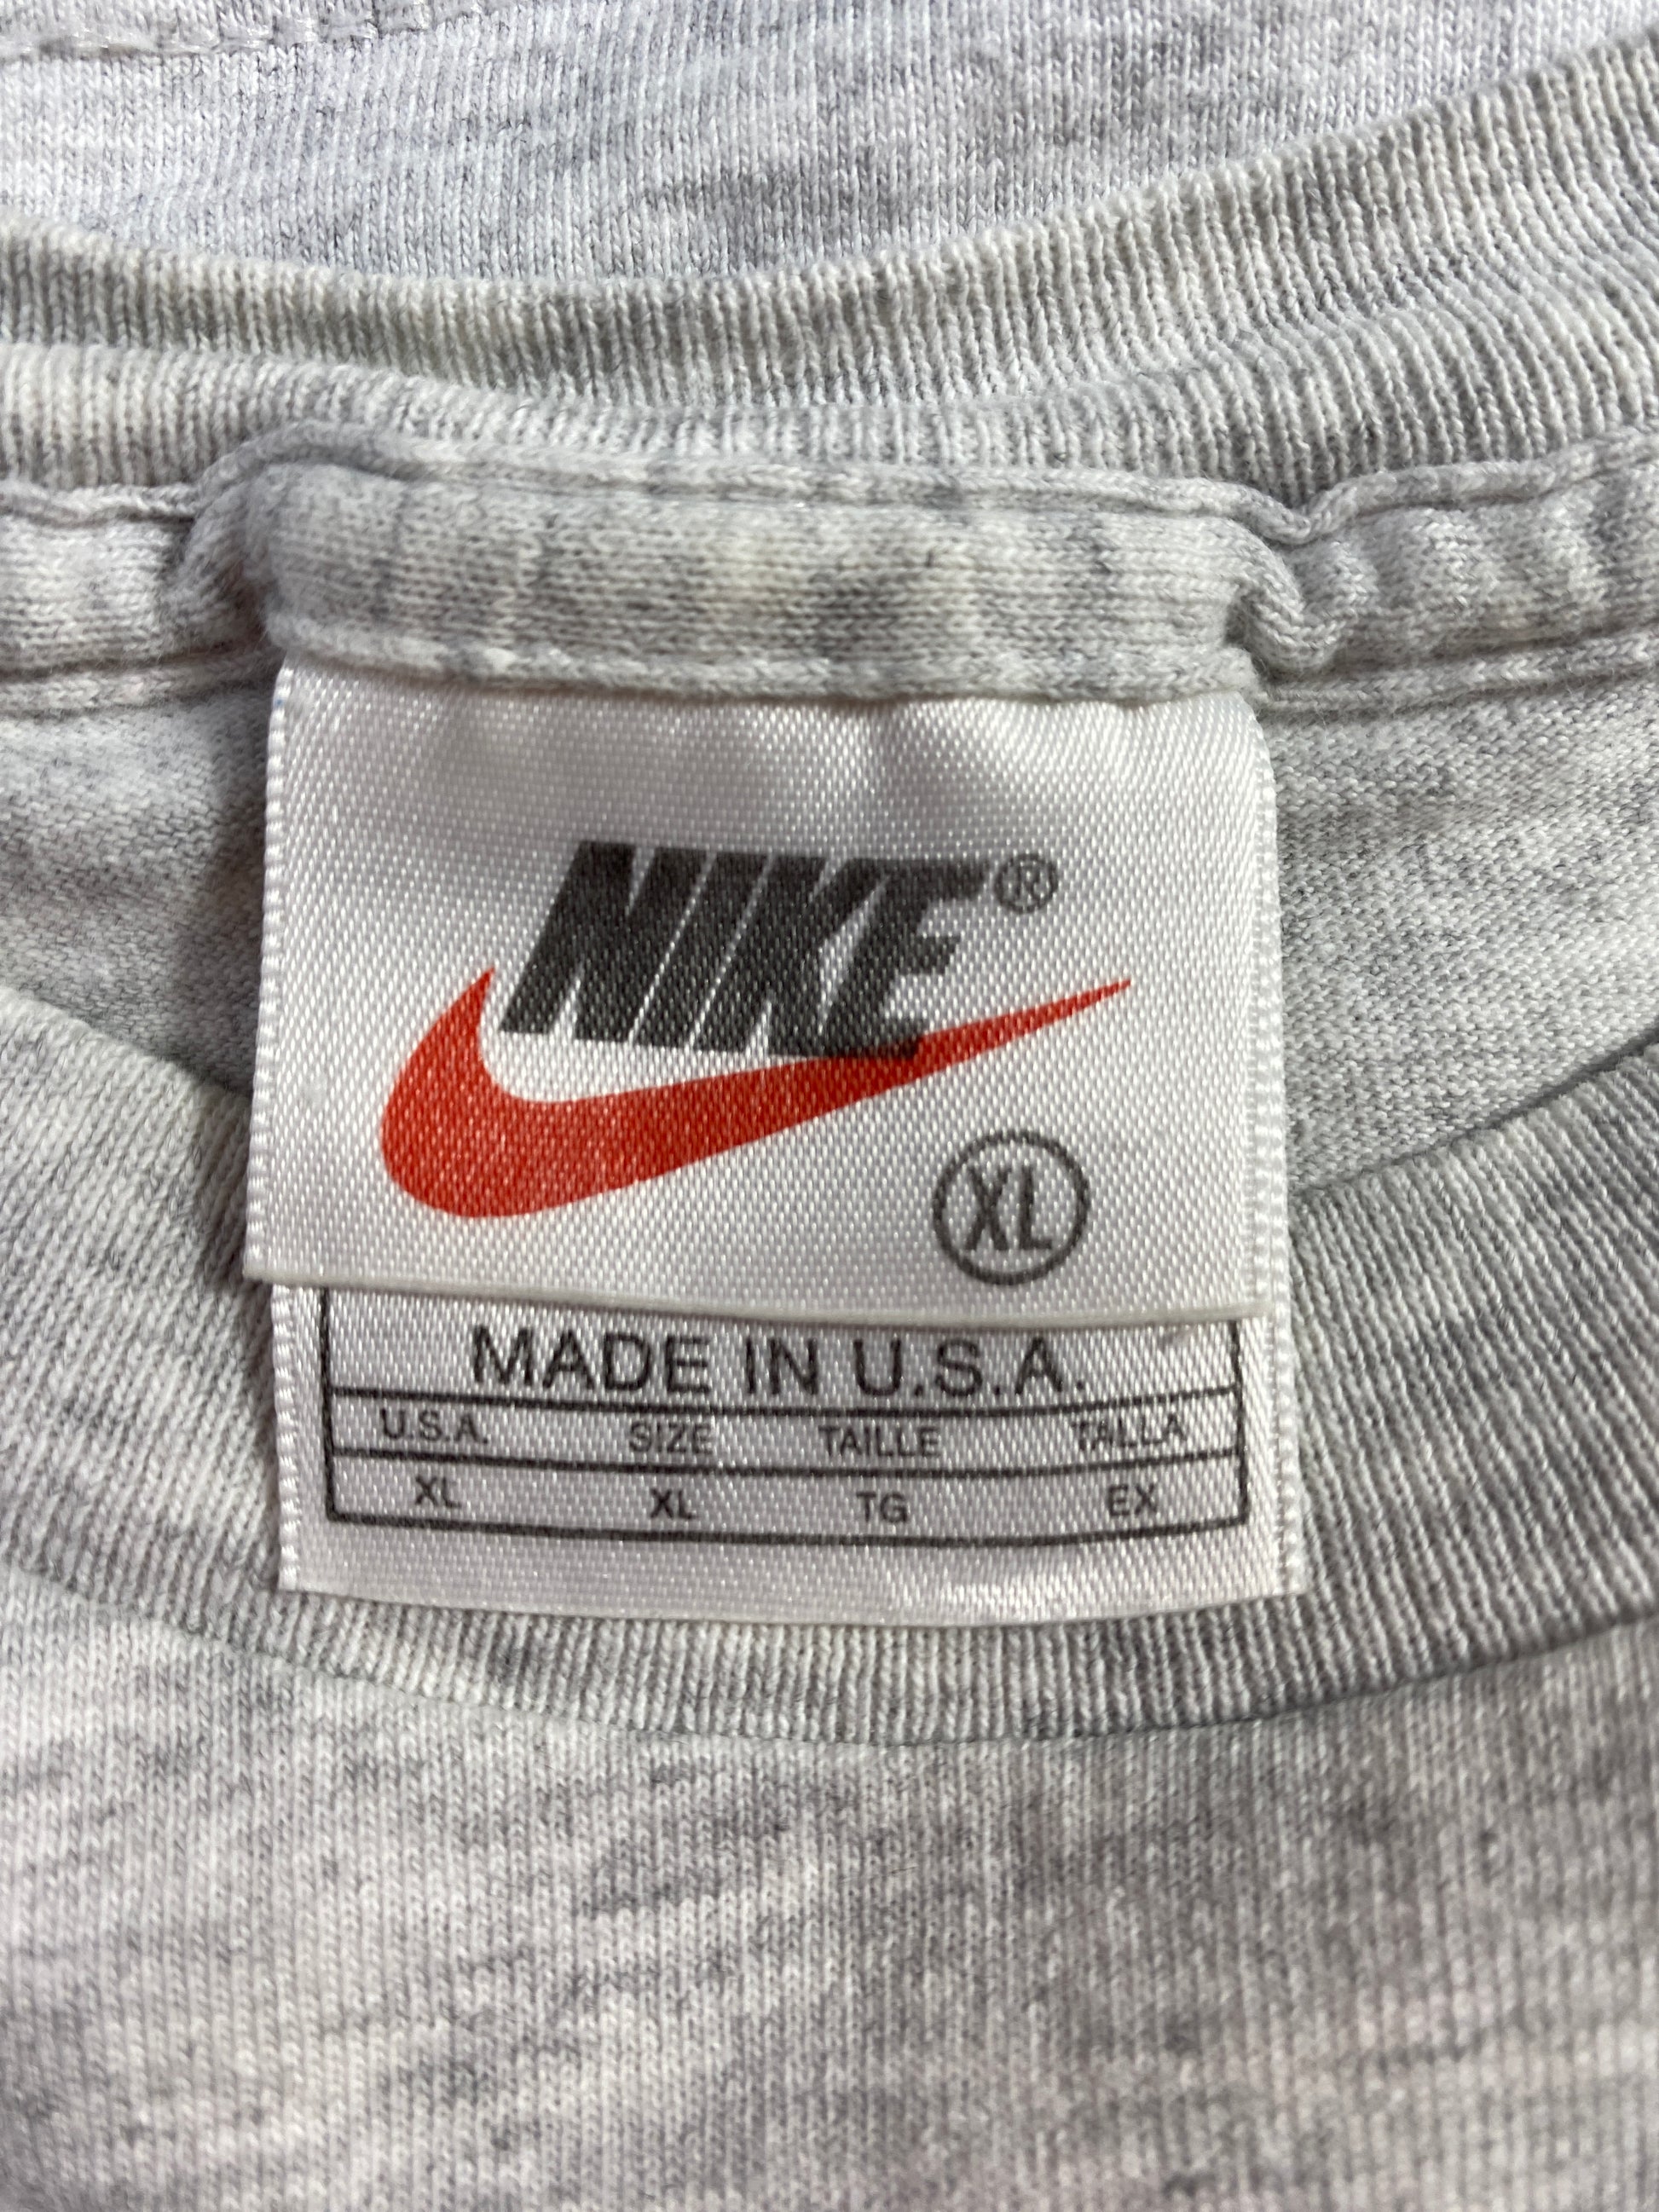 NIKE®
XL
MADE IN U.S.A.
U.S.A. SIZE TAILLE TALLA
XL XL TG EX